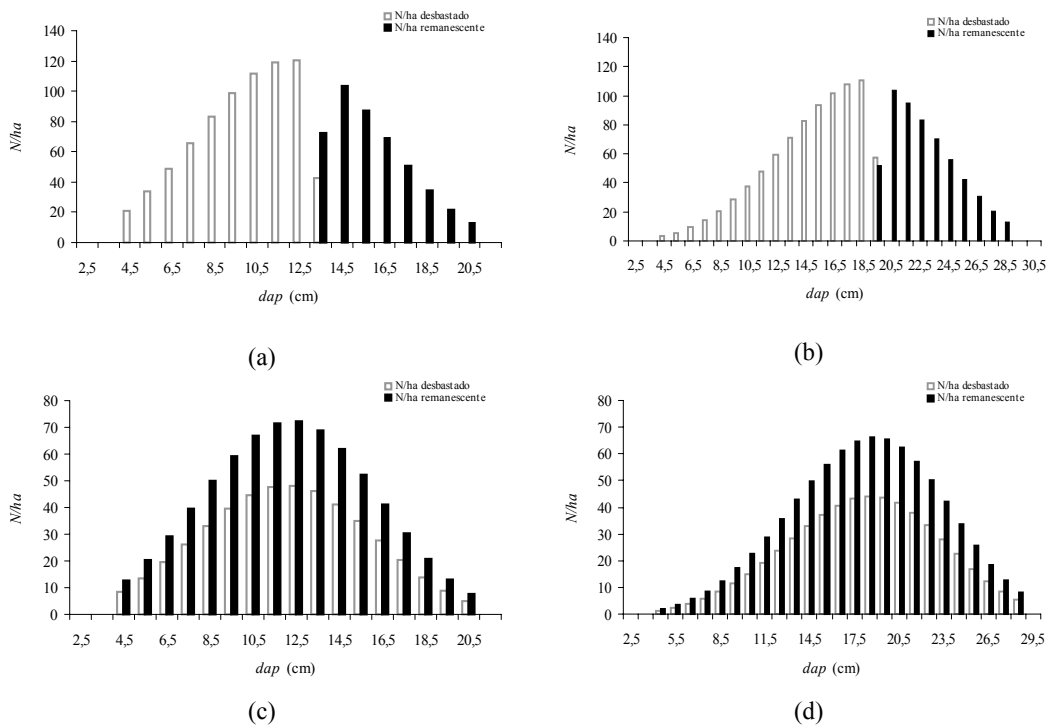 N/ha desbastado
N/ha remanescente
140
120
100
80
60
40
20
0
N/ha
2,5 4,5 6,5 8,5 10,5 12,5 14,5 16,5 18,5 20,5
dap (cm)
(a)
N/ha desbastado
N/ha remanescente
140
120
100
80
60
40
20
0
N/ha
2,5 4,5 6,5 8,5 10,5 12,5 14,5 16,5 18,5 20,5 22,5 24,5 26,5 28,5 30,5
dap (cm)
(b)
N/ha desbastado
N/ha remanescente
80
70
60
50
40
30
20
10
0
N/ha
2,5 4,5 6,5 8,5 10,5 12,5 14,5 16,5 18,5 20,5
dap (cm)
(c)
N/ha desbastado
N/ha remanescente
80
70
60
50
40
30
20
10
0
N/ha
2,5 5,5 8,5 11,5 14,5 17,5 20,5 23,5 26,5 29,5
dap (cm)
(d)